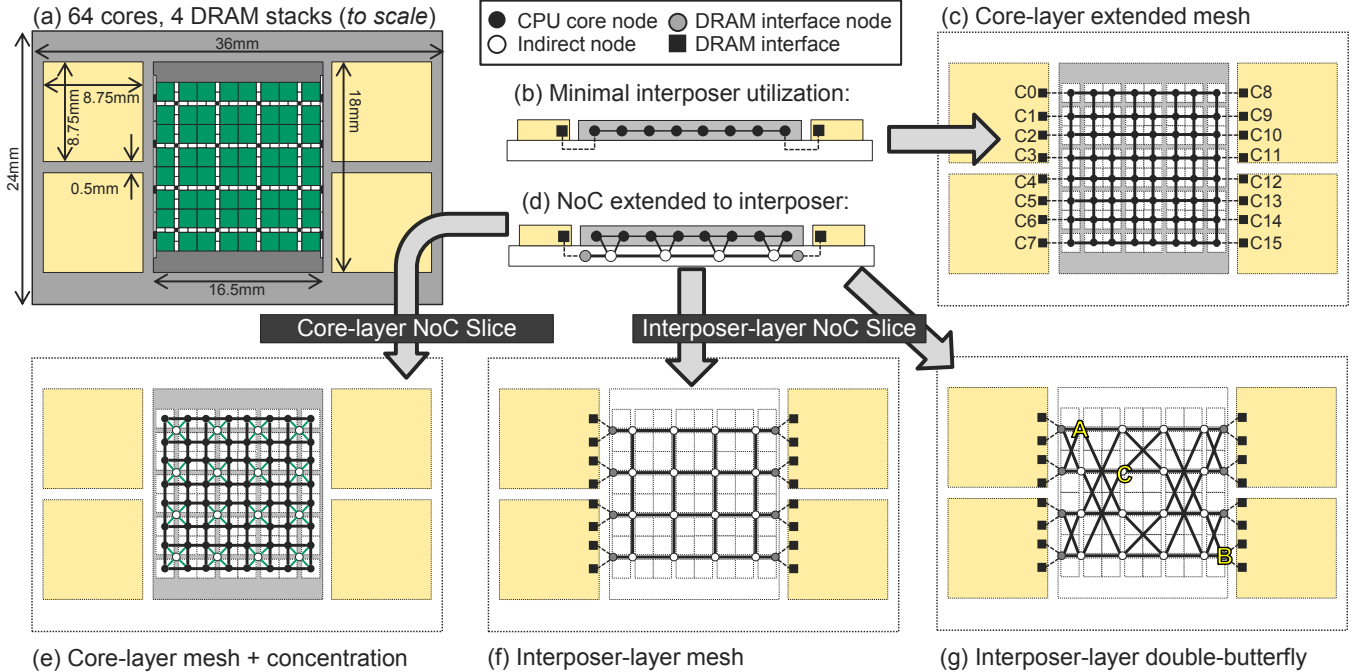 (a) 64 cores, 4 DRAM stacks (to scale)
36mm
24mm
8.75mm
8.75mm
18mm
0.5mm
16.5mm
CPU core node
DRAM interface node
Indirect node
DRAM interface
(b) Minimal interposer utilization:
(c) Core-layer extended mesh
C0
C8
C1
C9
C2
C10
C3
C11
C4
C12
C5
C13
C6
C14
C7
C15
(d) NoC extended to interposer:
Core-layer NoC Slice
Interposer-layer NoC Slice
A
C
B
(e) Core-layer mesh + concentration
(f) Interposer-layer mesh
(g) Interposer-layer double-butterfly